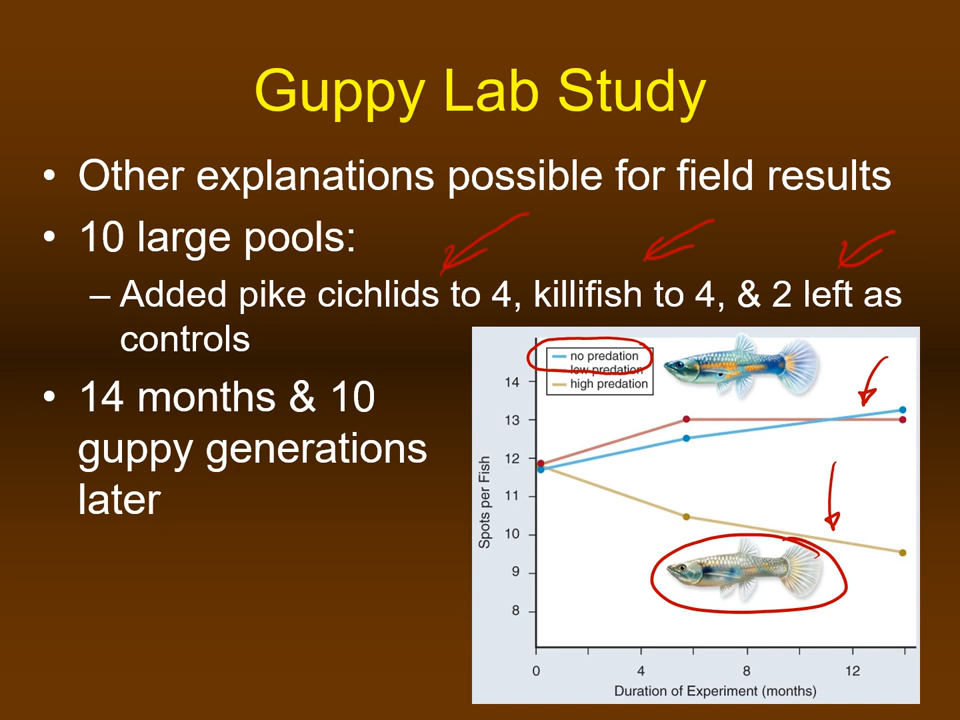 Guppy Lab Study
• Other explanations possible for field results
• 10 large pools:
– Added pike cichlids to 4, killifish to 4, & 2 left as
controls
• 14 months & 10
guppy generations
later
no predation
low predation
high predation
14
13
12
11
10
9
8
Spots per Fish
0 4 8 12
Duration of Experiment (months)